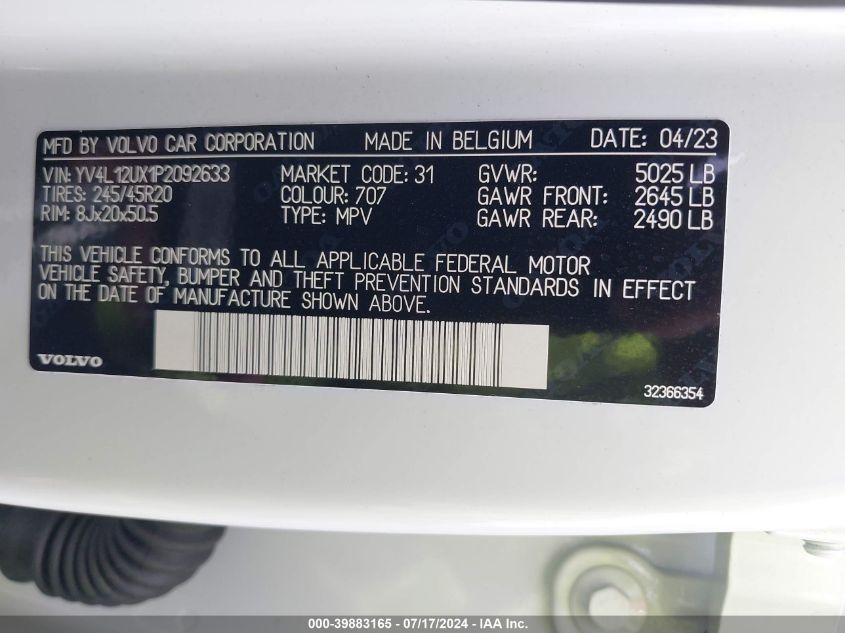 MFD BY VOLVO CAR CORPORATION MADE IN BELGIUM DATE: 04/23
VIN: YV4L12UX1P2092633 MARKET CODE: 31 GVWR: 5025 LB
TIRES: 245/45R20 COLOUR: 707 GAWR FRONT: 2645 LB
RIM: 8Jx20x50.5 TYPE: MPV GAWR REAR: 2490 LB
THIS VEHICLE CONFORMS TO ALL APPLICABLE FEDERAL MOTOR
VEHICLE SAFETY, BUMPER AND THEFT PREVENTION STANDARDS IN EFFECT
ON THE DATE OF MANUFACTURE SHOWN ABOVE.
VOLVO
32366354
000-39883165 - 07/17/2024 - IAA Inc.